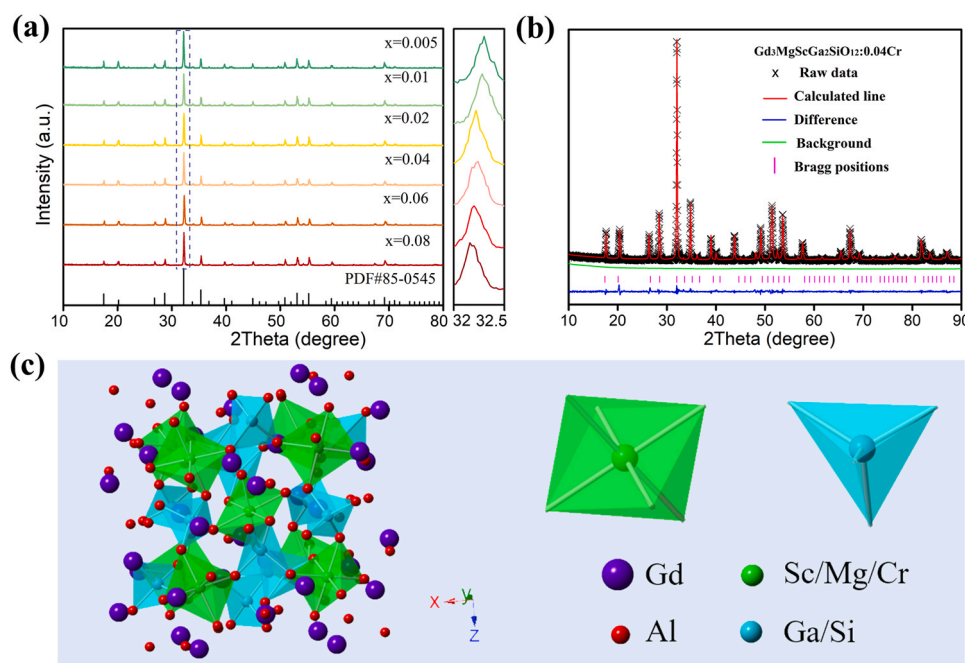 (a)
Intensity (a.u.)
x=0.005
x=0.01
x=0.02
x=0.04
x=0.06
x=0.08
PDF#85-0545
10 20 30 40 50 60 70 80
2Theta (degree)
32 32.5
(b)
Gd₃MgScGa₂SiO₁₂:0.04Cr
× Raw data
Calculated line
Difference
Background
Bragg positions
10 20 30 40 50 60 70 80 90
2Theta (degree)
(c)
X
y
Z
Gd
Sc/Mg/Cr
Al
Ga/Si